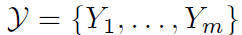 𝒴 = {Y₁, . . . , Yₘ}